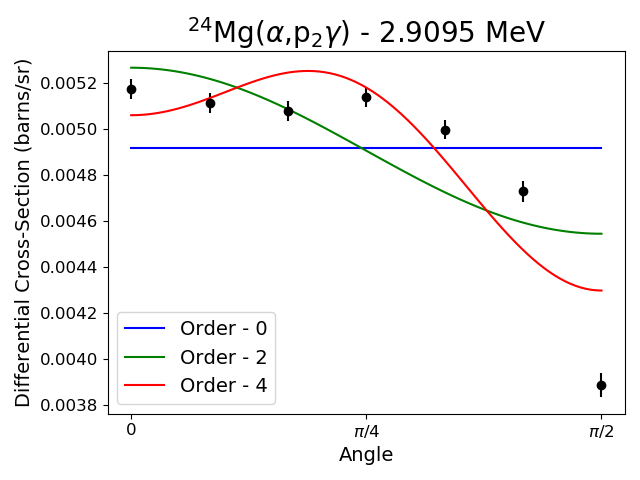 ²⁴Mg(α,p₂γ) - 2.9095 MeV
Differential Cross-Section (barns/sr)
0.0052
0.0050
0.0048
0.0046
0.0044
0.0042
0.0040
0.0038
Order - 0
Order - 2
Order - 4
0 π/4 π/2
Angle